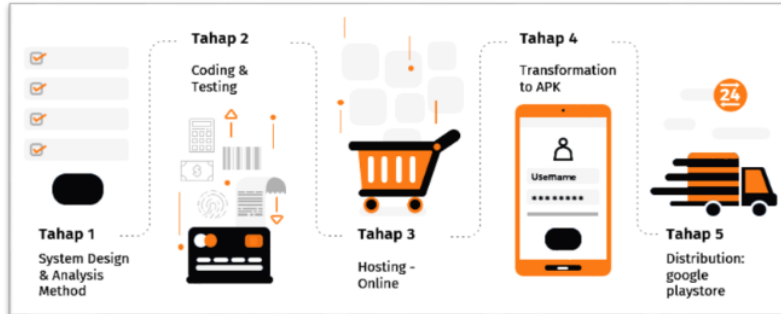 Tahap 1
System Design
& Analysis
Method
Tahap 2
Coding &
Testing
Tahap 3
Hosting -
Online
Tahap 4
Transformation
to APK
Username
********
Tahap 5
Distribution:
google
playstore
24